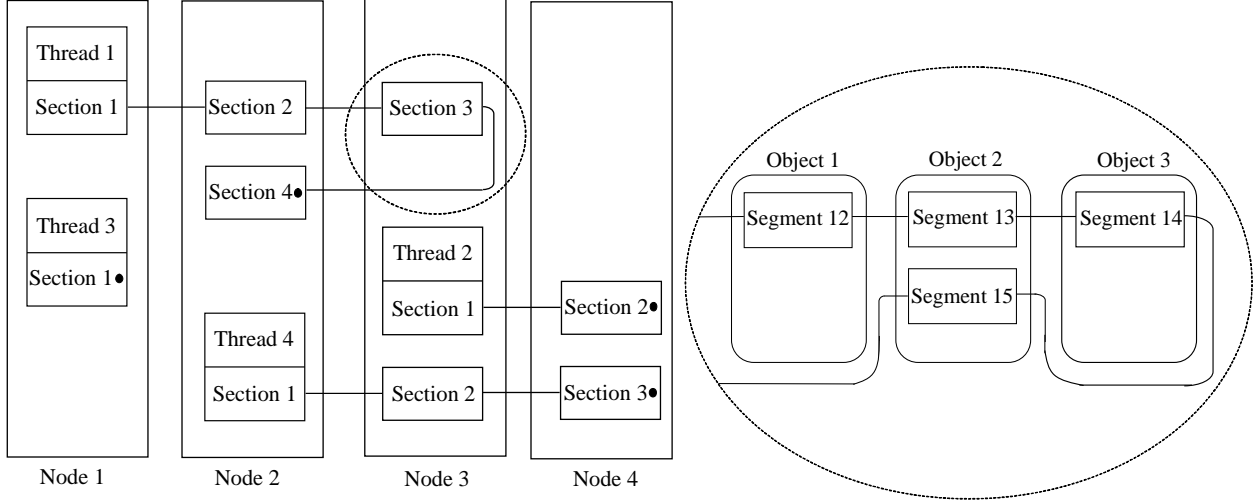 Thread 1
Section 1
Section 2
Section 3
Section 4
Thread 3
Section 1
Thread 2
Section 1
Section 2
Thread 4
Section 1
Section 2
Section 3
Node 1
Node 2
Node 3
Node 4
Object 1
Object 2
Object 3
Segment 12
Segment 13
Segment 14
Segment 15